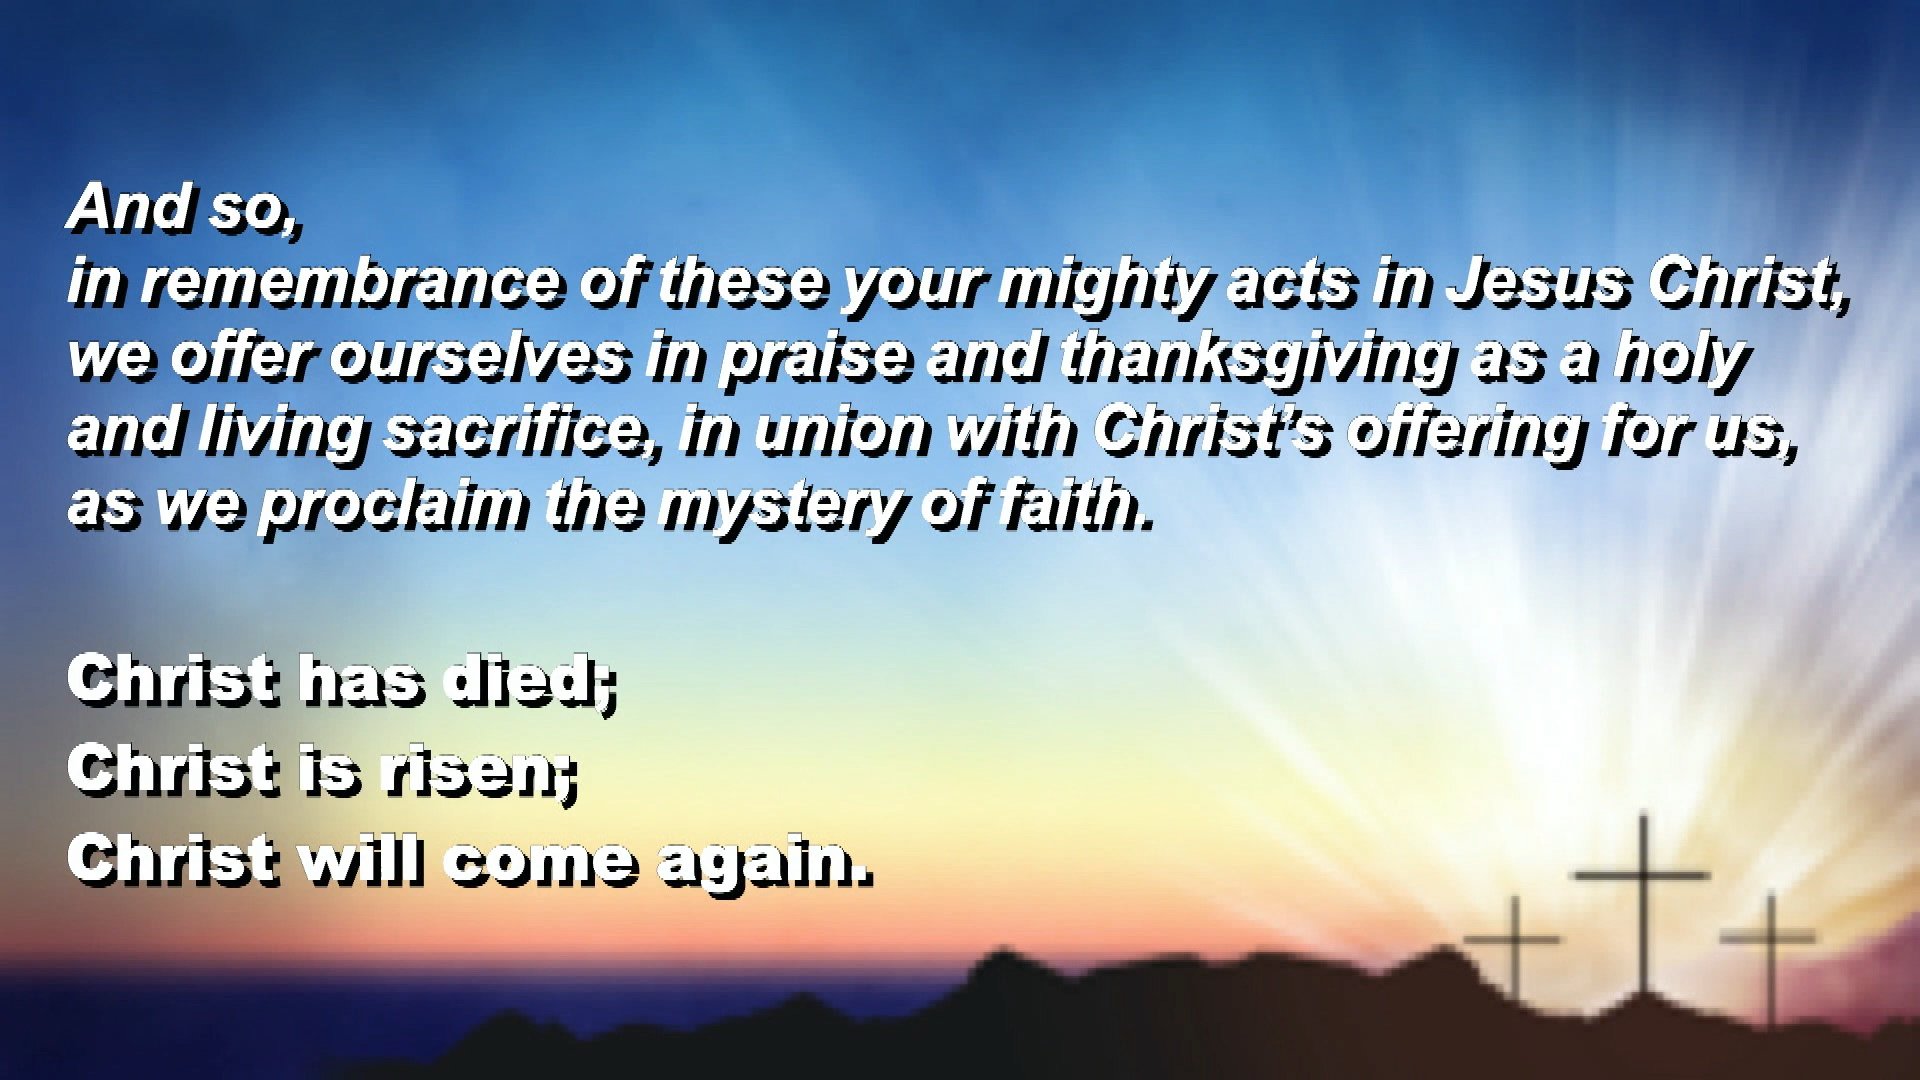 And so,
in remembrance of these your mighty acts in Jesus Christ,
we offer ourselves in praise and thanksgiving as a holy
and living sacrifice, in union with Christ’s offering for us,
as we proclaim the mystery of faith.
Christ has died;
Christ is risen;
Christ will come again.